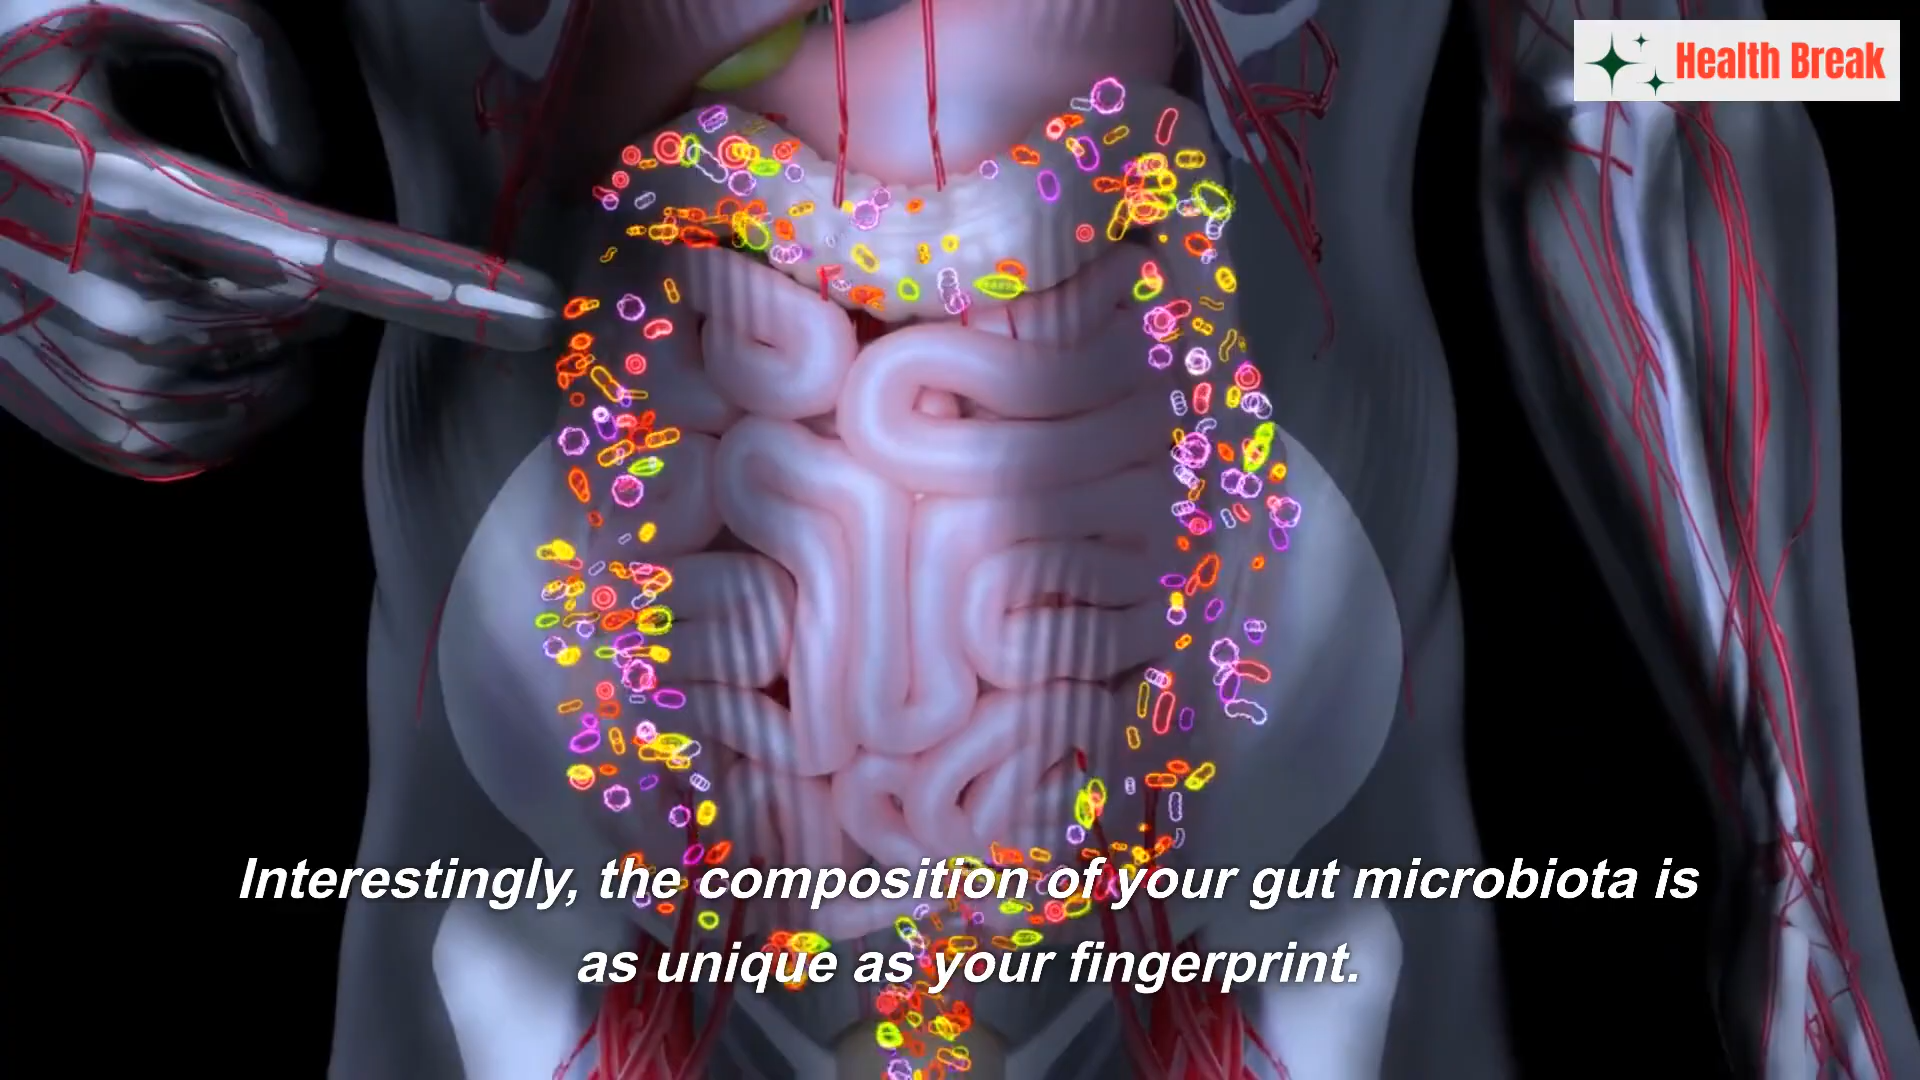 Health Break
Interestingly, the composition of your gut microbiota is
as unique as your fingerprint.